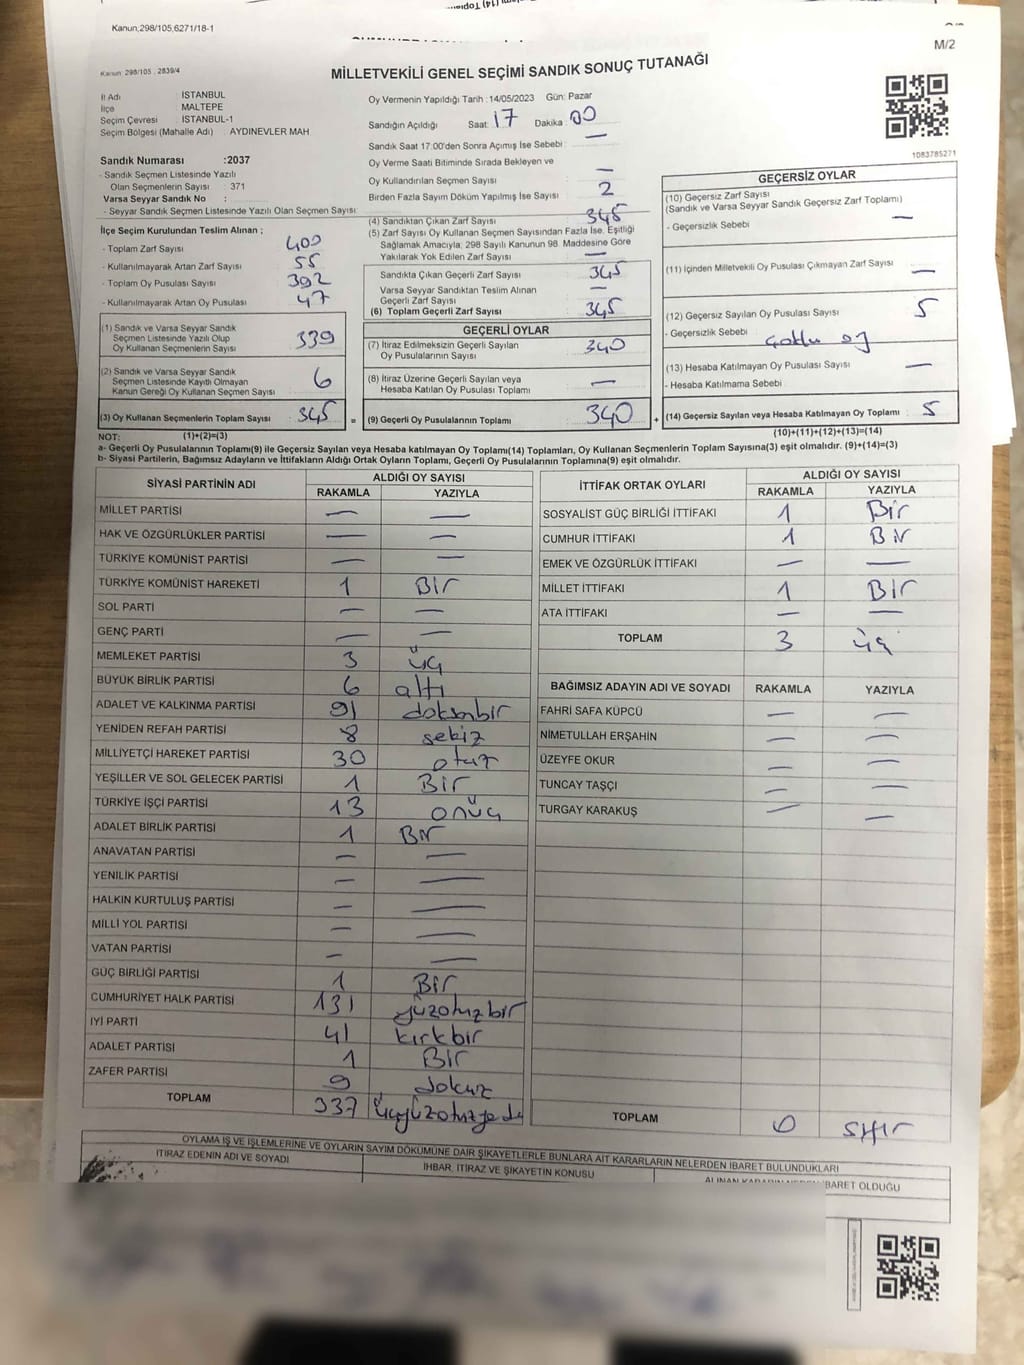 Kanun;298/105,6271/18-1
M/2
Kanun: 298/105 , 2839/4
MİLLETVEKİLİ GENEL SEÇİMİ SANDIK SONUÇ TUTANAĞI
İl Adı : İSTANBUL
İlçe : MALTEPE
Seçim Çevresi : İSTANBUL-1
Seçim Bölgesi (Mahalle Adı) : AYDINEVLER MAH
Sandık Numarası :2037
- Sandık Seçmen Listesinde Yazılı
Olan Seçmenlerin Sayısı : 371
Varsa Seyyar Sandık No :
- Seyyar Sandık Seçmen Listesinde Yazılı Olan Seçmen Sayısı:
Oy Vermenin Yapıldığı Tarih :14/05/2023 Gün: Pazar
Sandığın Açıldığı Saat: 17 Dakika: 00
Sandık Saat 17:00'den Sonra Açımış İse Sebebi : —
Oy Verme Saati Bitiminde Sırada Bekleyen ve
Oy Kullandırılan Seçmen Sayısı : —
Birden Fazla Sayım Döküm Yapılmış İse Sayısı : 2
1083785271
İlçe Seçim Kurulundan Teslim Alınan ;
- Toplam Zarf Sayısı : 400
- Kullanılmayarak Artan Zarf Sayısı : 55
- Toplam Oy Pusulası Sayısı : 392
- Kullanılmayarak Artan Oy Pusulası : 47
(1) Sandık ve Varsa Seyyar Sandık
Seçmen Listesinde Yazılı Olup
Oy Kullanan Seçmenlerin Sayısı : 339
(2) Sandık ve Varsa Seyyar Sandık
Seçmen Listesinde Kayıtlı Olmayan
Kanun Gereği Oy Kullanan Seçmen Sayısı : 6
(3) Oy Kullanan Seçmenlerin Toplam Sayısı : 345
(4) Sandıktan Çıkan Zarf Sayısı : 345
(5) Zarf Sayısı Oy Kullanan Seçmen Sayısından Fazla İse, Eşitliği
Sağlamak Amacıyla; 298 Sayılı Kanunun 98. Maddesine Göre
Yakılarak Yok Edilen Zarf Sayısı : —
Sandıkta Çıkan Geçerli Zarf Sayısı : 345
Varsa Seyyar Sandıktan Teslim Alınan
Geçerli Zarf Sayısı : —
(6) Toplam Geçerli Zarf Sayısı : 345
GEÇERLİ OYLAR
(7) İtiraz Edilmeksizin Geçerli Sayılan
Oy Pusulalarının Sayısı : 340
(8) İtiraz Üzerine Geçerli Sayılan veya
Hesaba Katılan Oy Pusulası Toplamı : —
= (9) Geçerli Oy Pusulalarının Toplamı : 340
GEÇERSİZ OYLAR
(10) Geçersiz Zarf Sayısı
(Sandık ve Varsa Seyyar Sandık Geçersiz Zarf Toplamı) : —
- Geçersizlik Sebebi :
(11) İçinden Milletvekili Oy Pusulası Çıkmayan Zarf Sayısı : —
(12) Geçersiz Sayılan Oy Pusulası Sayısı : 5
- Geçersizlik Sebebi : çoklu oy
(13) Hesaba Katılmayan Oy Pusulası Sayısı : —
- Hesaba Katılmama Sebebi :
+ (14) Geçersiz Sayılan veya Hesaba Katılmayan Oy Toplamı : 5
NOT: (1)+(2)=(3)
(10)+(11)+(12)+(13)=(14)
a- Geçerli Oy Pusulalarının Toplamı(9) ile Geçersiz Sayılan veya Hesaba katılmayan Oy Toplamı(14) Toplamları, Oy Kullanan Seçmenlerin Toplam Sayısına(3) eşit olmalıdır. (9)+(14)=(3)
b- Siyasi Partilerin, Bağımsız Adayların ve İttifakların Aldığı Ortak Oyların Toplamı, Geçerli Oy Pusulalarının Toplamına(9) eşit olmalıdır.
SİYASİ PARTİNİN ADI ALDIĞI OY SAYISI
RAKAMLA YAZIYLA
MİLLET PARTİSİ — —
HAK VE ÖZGÜRLÜKLER PARTİSİ — —
TÜRKİYE KOMÜNİST PARTİSİ — —
TÜRKİYE KOMÜNİST HAREKETİ 1 Bir
SOL PARTİ — —
GENÇ PARTİ — —
MEMLEKET PARTİSİ 3 üç
BÜYÜK BİRLİK PARTİSİ 6 altı
ADALET VE KALKINMA PARTİSİ 91 doksanbir
YENİDEN REFAH PARTİSİ 8 sekiz
MİLLİYETÇİ HAREKET PARTİSİ 30 otuz
YEŞİLLER VE SOL GELECEK PARTİSİ 1 Bir
TÜRKİYE İŞÇİ PARTİSİ 13 onüç
ADALET BİRLİK PARTİSİ 1 Bir
ANAVATAN PARTİSİ — —
YENİLİK PARTİSİ — —
HALKIN KURTULUŞ PARTİSİ — —
MİLLİ YOL PARTİSİ — —
VATAN PARTİSİ — —
GÜÇ BİRLİĞİ PARTİSİ 1 Bir
CUMHURİYET HALK PARTİSİ 131 yüzotuzbir
İYİ PARTİ 41 kırkbir
ADALET PARTİSİ 1 Bir
ZAFER PARTİSİ 9 dokuz
TOPLAM 337 üçyüzotuzyedi
İTTİFAK ORTAK OYLARI ALDIĞI OY SAYISI
RAKAMLA YAZIYLA
SOSYALİST GÜÇ BİRLİĞİ İTTİFAKI 1 Bir
CUMHUR İTTİFAKI 1 Bir
EMEK VE ÖZGÜRLÜK İTTİFAKI — —
MİLLET İTTİFAKI 1 Bir
ATA İTTİFAKI — —
TOPLAM 3 üç
BAĞIMSIZ ADAYIN ADI VE SOYADI RAKAMLA YAZIYLA
FAHRİ SAFA KÜPCÜ — —
NİMETULLAH ERŞAHİN — —
ÜZEYFE OKUR — —
TUNCAY TAŞÇI — —
TURGAY KARAKUŞ — —
TOPLAM 0 sıfır
OYLAMA İŞ VE İŞLEMLERİNE VE OYLARIN SAYIM DÖKÜMÜNE DAİR ŞİKAYETLERLE BUNLARA AİT KARARLARIN NELERDEN İBARET BULUNDUKLARI
İTİRAZ EDENİN ADI VE SOYADI İHBAR, İTİRAZ VE ŞİKAYETİN KONUSU